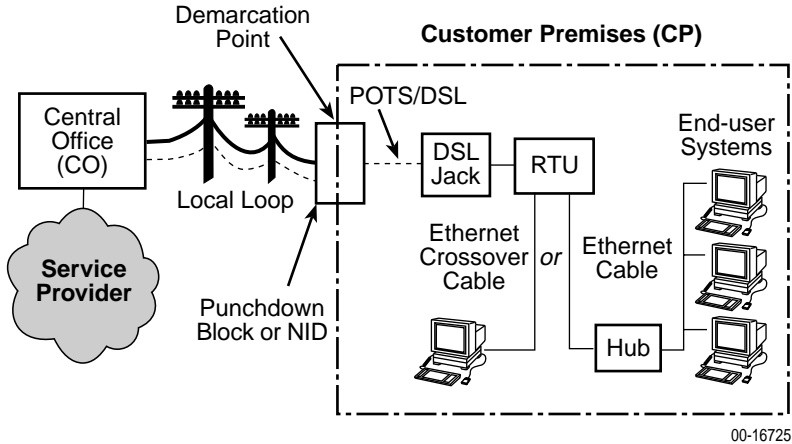 Demarcation
Point
Customer Premises (CP)
Central
Office
(CO)
POTS/DSL
DSL
Jack
RTU
End-user
Systems
Local Loop
Service
Provider
Punchdown
Block or NID
Ethernet
Crossover
Cable
or
Ethernet
Cable
Hub
00-16725